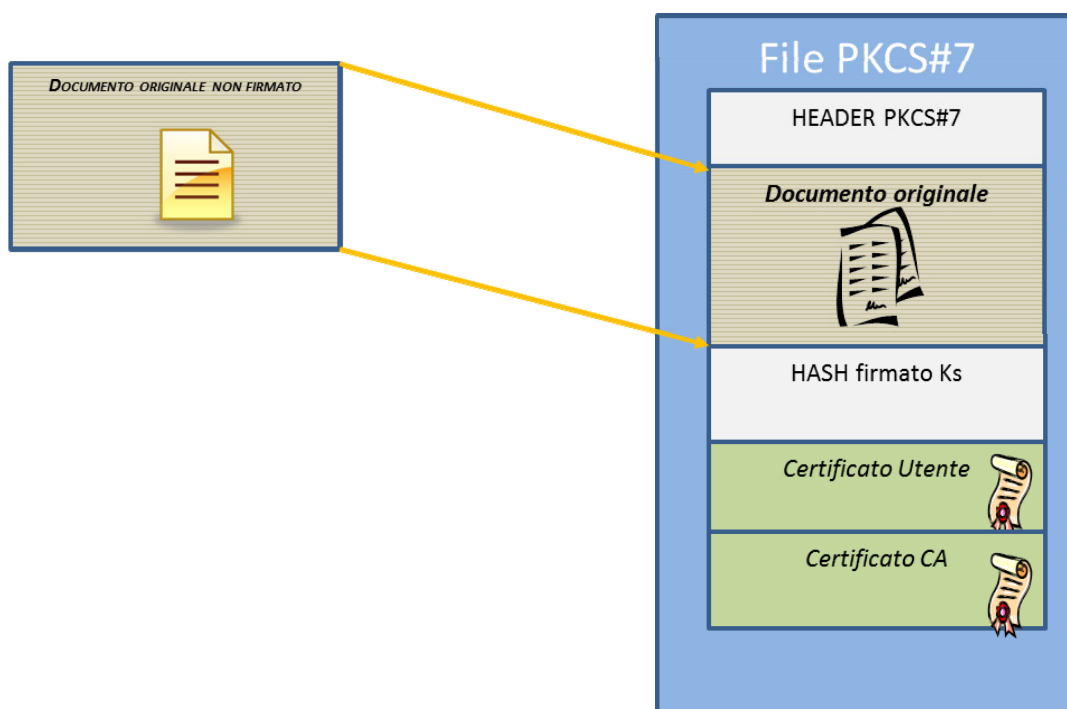 File PKCS#7
DOCUMENTO ORIGINALE NON FIRMATO
HEADER PKCS#7
Documento originale
HASH firmato Ks
Certificato Utente
Certificato CA